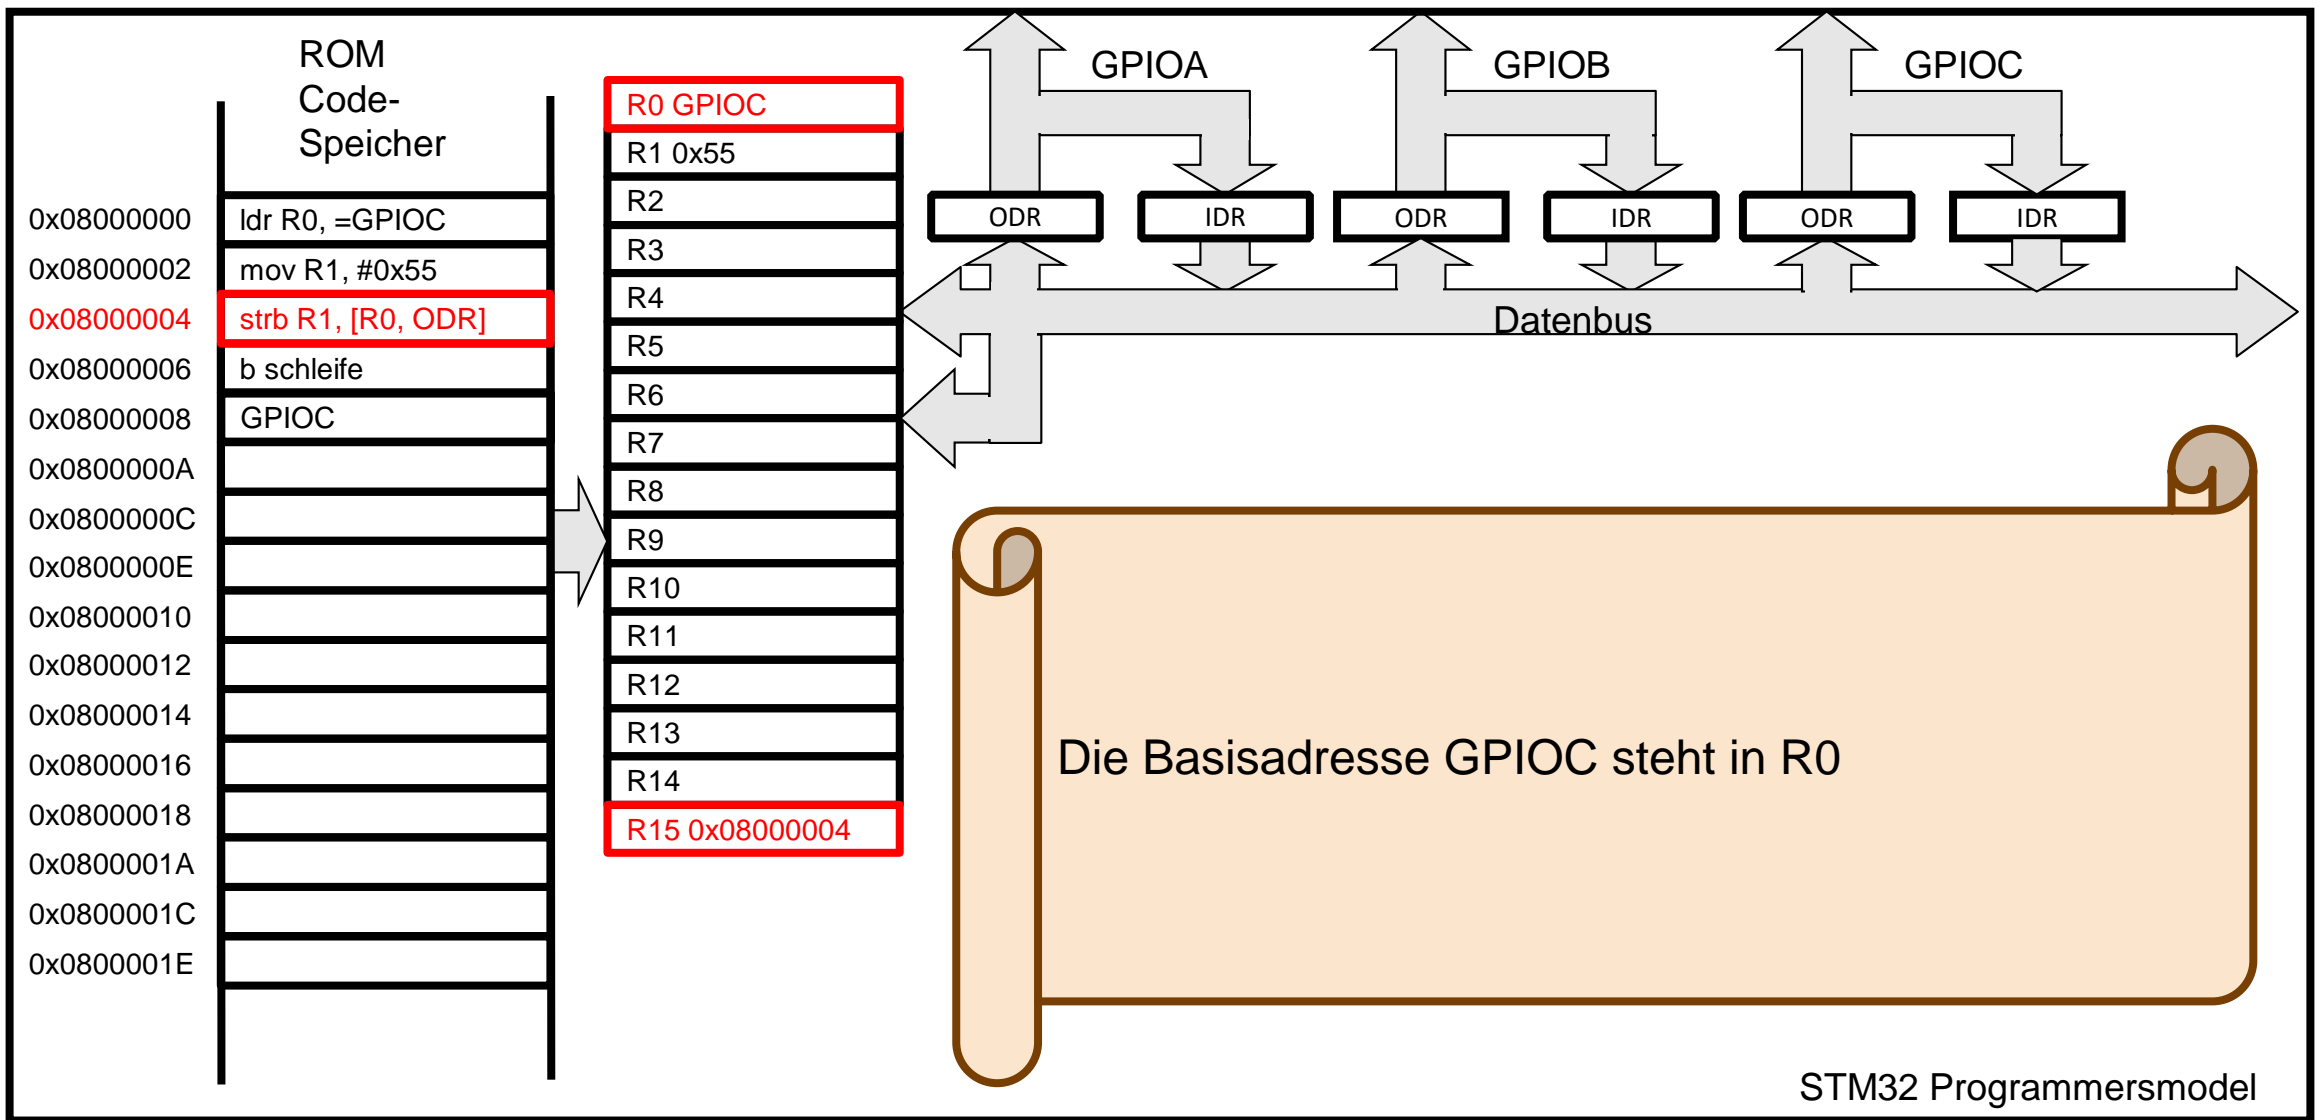 ROM
Code-
Speicher
0x08000000 ldr R0, =GPIOC
0x08000002 mov R1, #0x55
0x08000004 strb R1, [R0, ODR]
0x08000006 b schleife
0x08000008 GPIOC
0x0800000A
0x0800000C
0x0800000E
0x08000010
0x08000012
0x08000014
0x08000016
0x08000018
0x0800001A
0x0800001C
0x0800001E
R0 GPIOC
R1 0x55
R2
R3
R4
R5
R6
R7
R8
R9
R10
R11
R12
R13
R14
R15 0x08000004
GPIOA GPIOB GPIOC
ODR IDR ODR IDR ODR IDR
Datenbus
Die Basisadresse GPIOC steht in R0
STM32 Programmersmodel